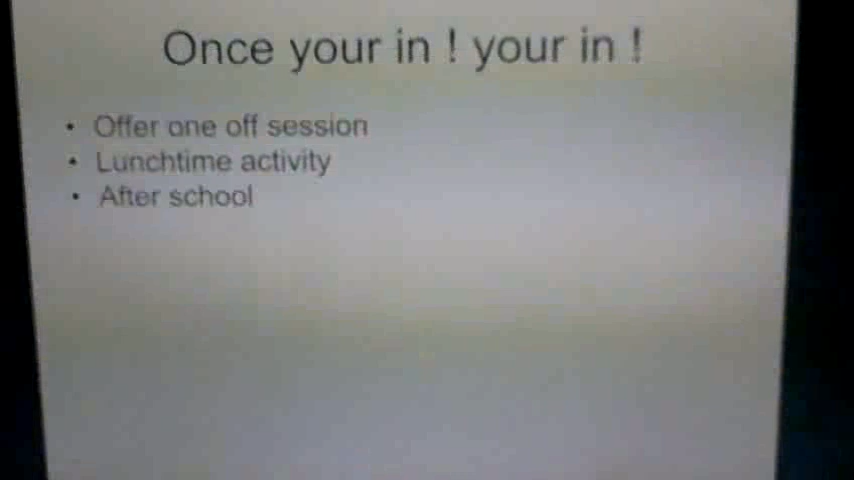 Once your in ! your in !
• Offer one off session
• Lunchtime activity
• After school